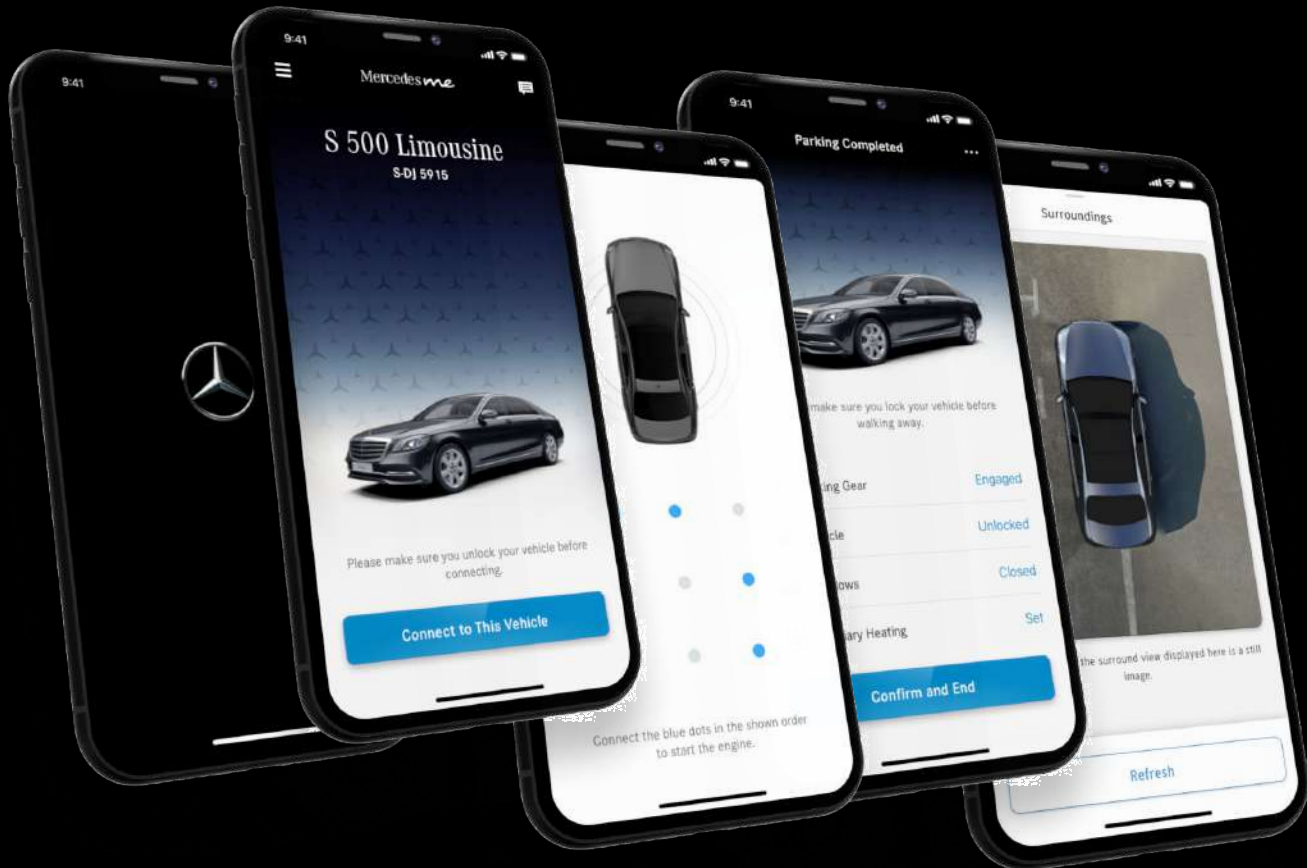 9:41
9:41
Mercedes me
S 500 Limousine
S-DJ 5915
Please make sure you unlock your vehicle before
connecting.
Connect to This Vehicle
Connect the blue dots in the shown order
to start the engine.
9:41
Parking Completed
make sure you lock your vehicle before
walking away.
Gear
Engaged
Unlocked
Closed
Heating
Set
Confirm and End
Surroundings
the surround view displayed here is a still
image.
Refresh